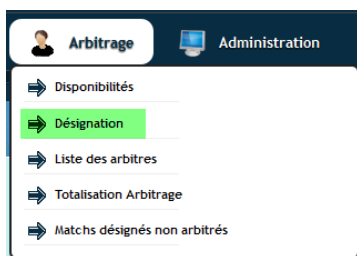 Arbitrage Administration
Disponibilités
Désignation
Liste des arbitres
Totalisation Arbitrage
Matchs désignés non arbitrés